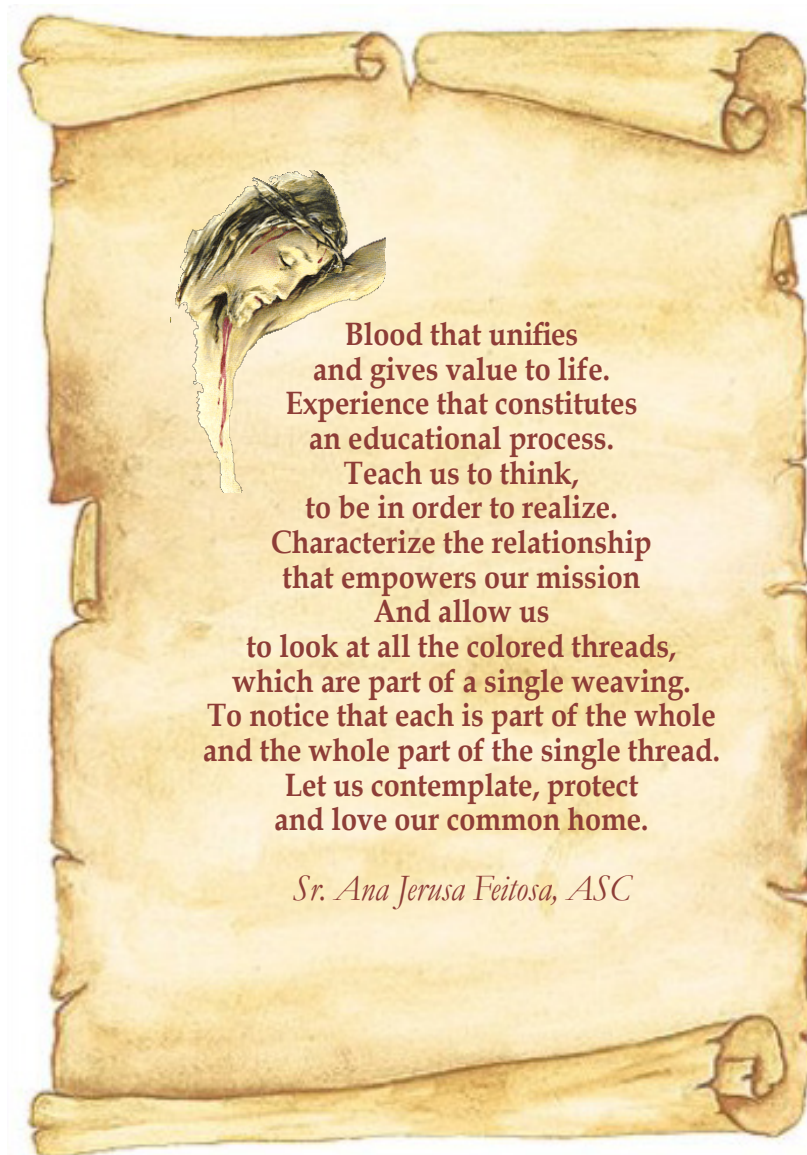 Blood that unifies
and gives value to life.
Experience that constitutes
an educational process.
Teach us to think,
to be in order to realize.
Characterize the relationship
that empowers our mission
And allow us
to look at all the colored threads,
which are part of a single weaving.
To notice that each is part of the whole
and the whole part of the single thread.
Let us contemplate, protect
and love our common home.
Sr. Ana Jerusa Feitosa, ASC